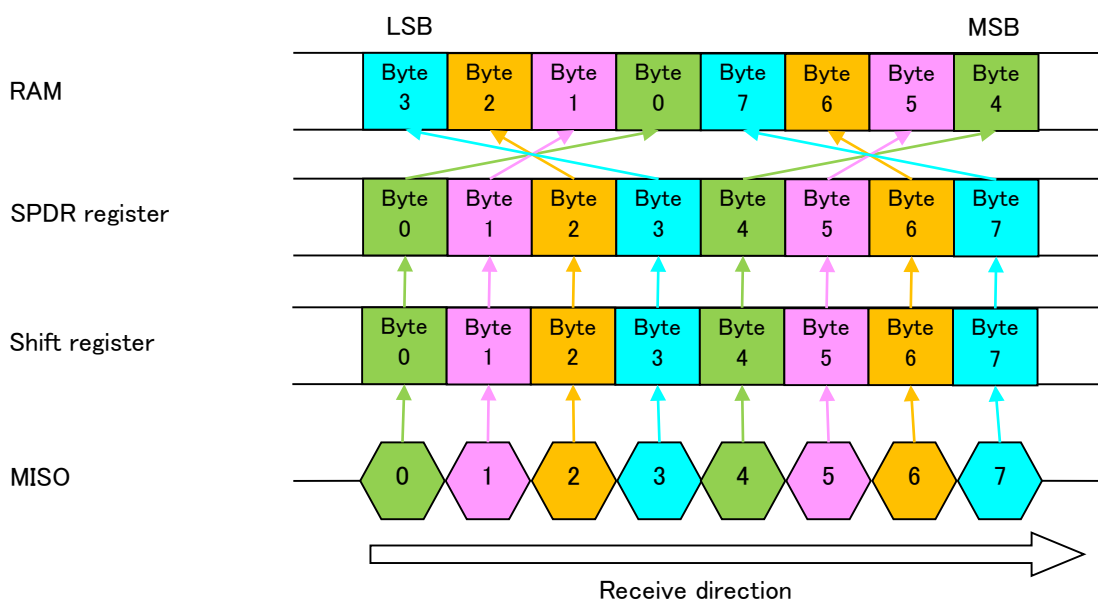 LSB MSB
RAM
Byte Byte Byte Byte Byte Byte Byte Byte
3 2 1 0 7 6 5 4
SPDR register
Byte Byte Byte Byte Byte Byte Byte Byte
0 1 2 3 4 5 6 7
Shift register
Byte Byte Byte Byte Byte Byte Byte Byte
0 1 2 3 4 5 6 7
MISO
0 1 2 3 4 5 6 7
Receive direction